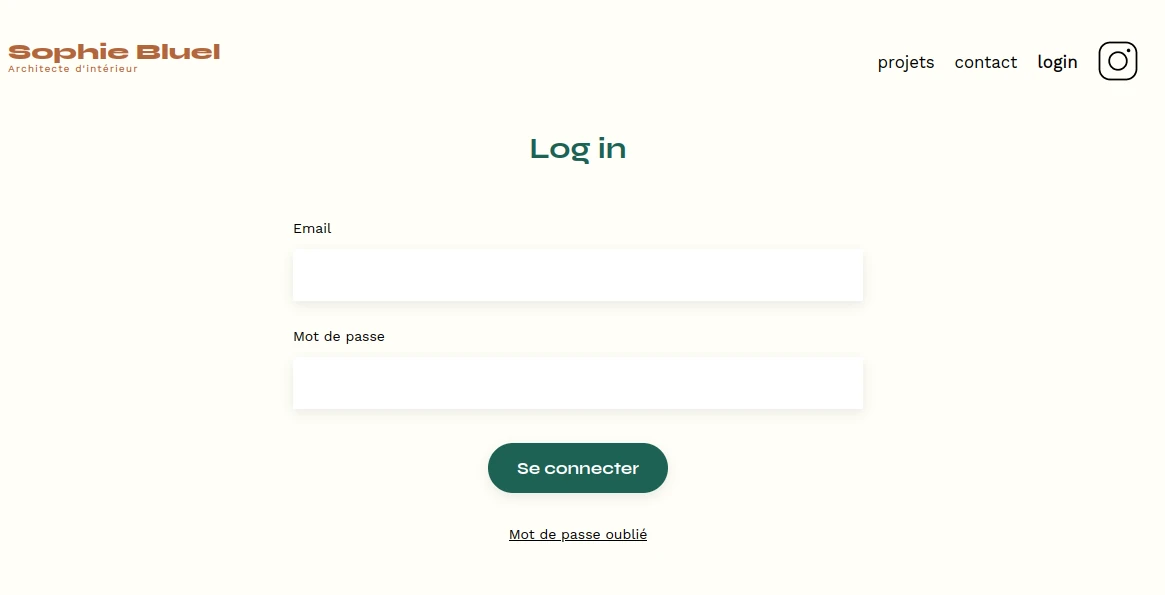 Sophie Bluel
Architecte d'intérieur
projets contact login
Log in
Email
Mot de passe
Se connecter
Mot de passe oublié